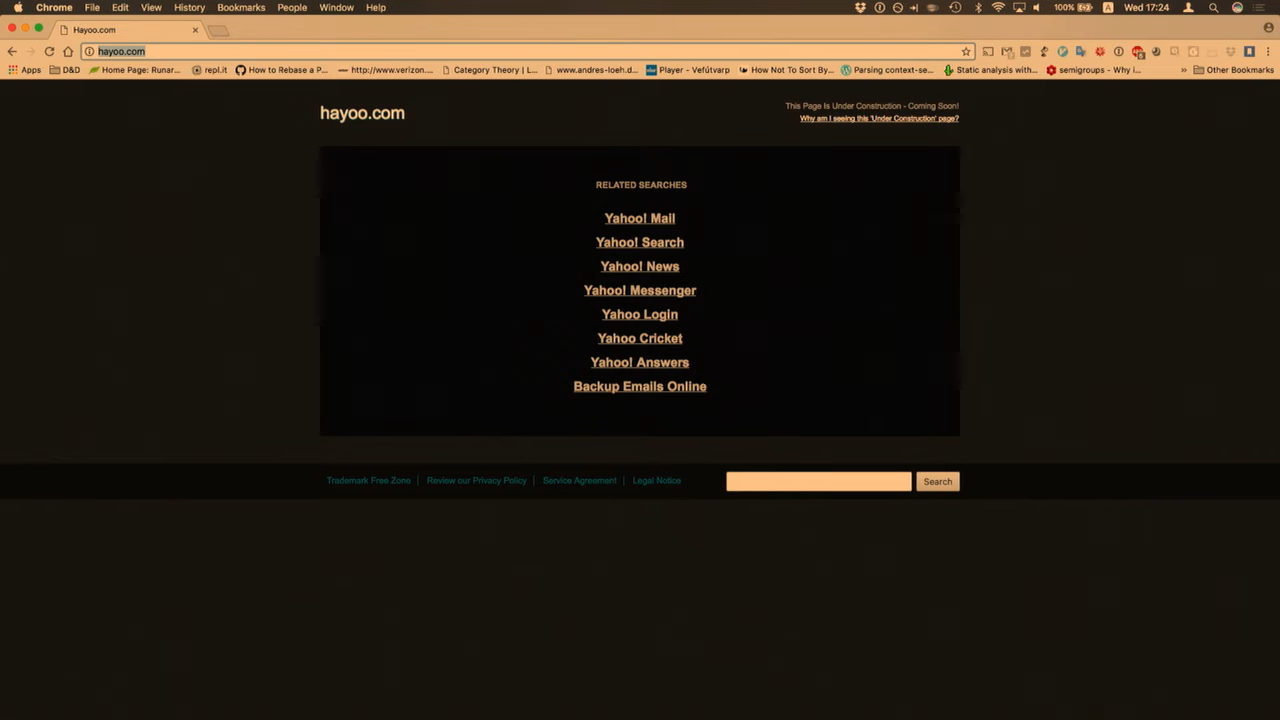 Chrome File Edit View History Bookmarks People Window Help 100% A Wed 17:24
Hayoo.com
hayoo.com
Apps D&D Home Page: Runar... repl.it How to Rebase a P... http://www.verizon... Category Theory | L... www.andres-loeh.d... Player - Vefútvarp How Not To Sort By... Parsing context-se... Static analysis with... semigroups - Why i... » Other Bookmarks
hayoo.com
This Page Is Under Construction - Coming Soon!
Why am I seeing this 'Under Construction' page?
RELATED SEARCHES
Yahoo! Mail
Yahoo! Search
Yahoo! News
Yahoo! Messenger
Yahoo Login
Yahoo Cricket
Yahoo! Answers
Backup Emails Online
Trademark Free Zone | Review our Privacy Policy | Service Agreement | Legal Notice Search